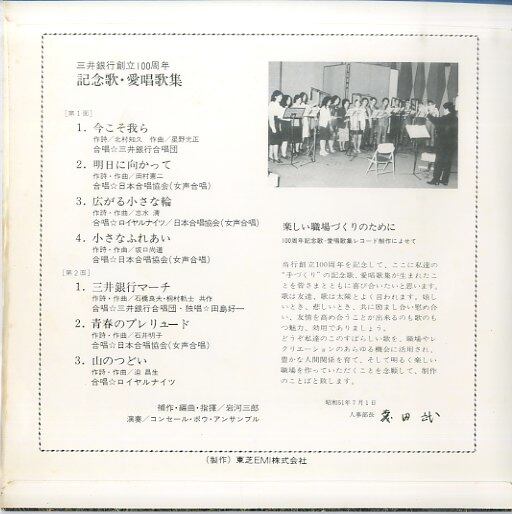 三井銀行創立100周年
記念歌・愛唱歌集
[第1面]
1. 今こそ我ら
作詩/北村知久 作曲/星野光正
合唱☆三井銀行合唱団
2. 明日に向かって
作詩・作曲/田村憲二
合唱☆日本合唱協会(女声合唱)
3. 広がる小さな輪
作詩・作曲/志水 清
合唱☆ロイヤルナイツ/日本合唱協会(女声合唱)
4. 小さなふれあい
作詩・作曲/坂口尚道
合唱☆日本合唱協会(女声合唱)
[第2面]
1. 三井銀行マーチ
作詩・作曲/石橋良夫・桐村執士 共作
合唱☆三井銀行合唱団・独唱☆田島好一
2. 青春のプレリュード
作詩・作曲/石井明子
合唱☆日本合唱協会(女声合唱)
3. 山のつどい
作詩・作曲/迫 昌生
合唱☆ロイヤルナイツ
補作・編曲・指揮/岩河三郎
演奏/コンセール・ボウ・アンサンブル
楽しい職場づくりのために
100周年記念歌・愛唱歌集レコード制作によせて
当行創立100周年を記念して、ここに私達の
“手づくり”の記念歌、愛唱歌集が生まれたこ
とを皆さまとともに喜び合いたいと思います。
歌は友達、歌は太陽とよく言われます。嬉し
いとき、悲しいとき、共に励まし合い慰め合
い、友情を高め合うことが出来るのも歌のも
つ魅力、効用でありましょう。
どうぞ私達のこのすばらしい歌を、職場やレ
クリエーションのあらゆる機会に活用され、
豊かな人間関係を育て、そして明るく楽しい
職場を作っていただくことを念願して、制作
のことばと致します。
昭和51年7月1日
人事部長
(製作) 東芝EMI株式会社